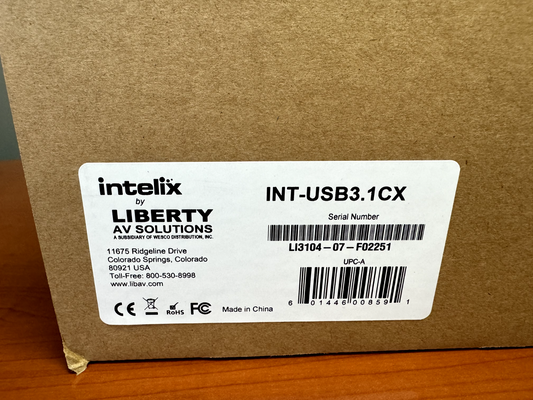 intelix
by
LIBERTY
AV SOLUTIONS
A SUBSIDIARY OF WESCO DISTRIBUTION, INC.
11675 Ridgeline Drive
Colorado Springs, Colorado
80921 USA
Toll-Free: 800-530-8998
www.libav.com
CE RoHS FC Made in China
INT-USB3.1CX
Serial Number
LI3104-07-F02251
UPC-A
6 01446 00859 1